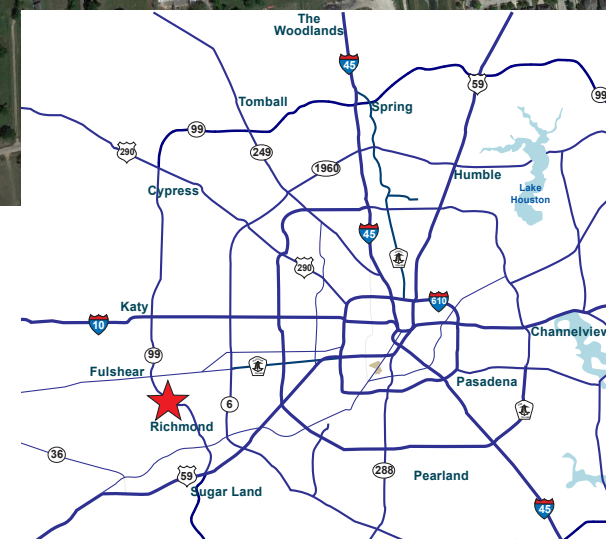 The
Woodlands
45
59
99
Tomball
Spring
99
249
290
1960
Humble
Cypress
Lake
Houston
45
290
610
Katy
10
Channelview
99
Fulshear
Pasadena
6
Richmond
36
59
288
Pearland
Sugar Land
45